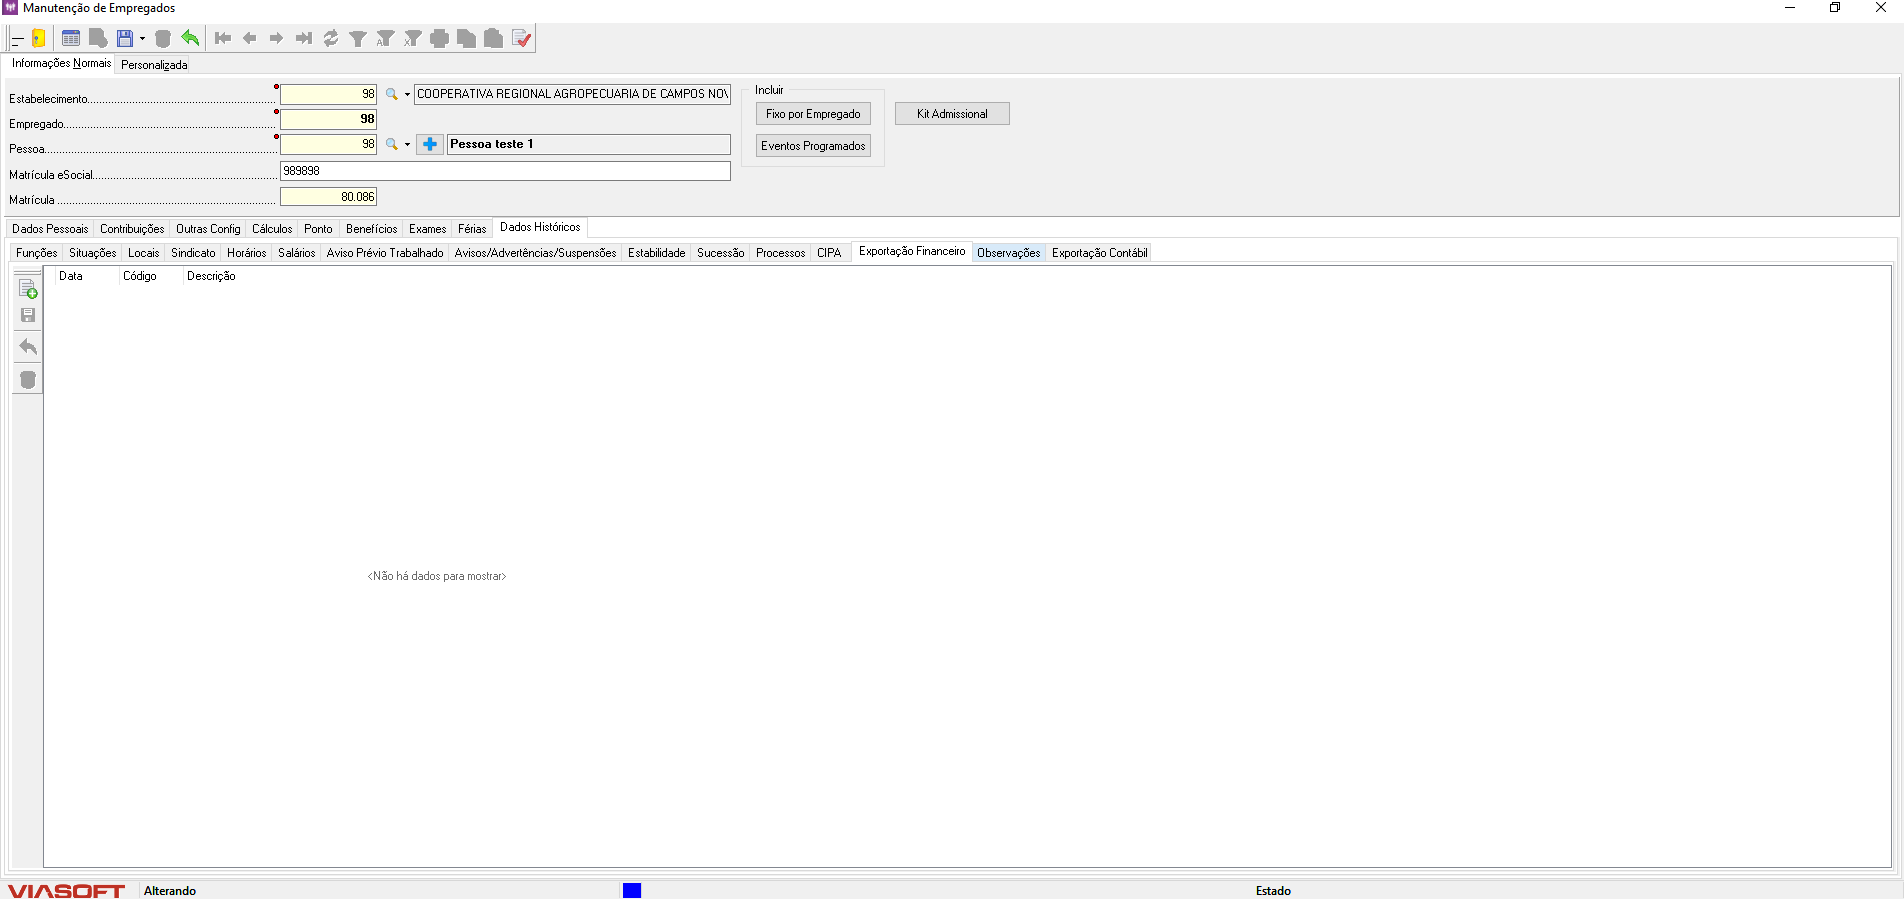 Manutenção de Empregados
Informações Normais Personalizada
Estabelecimento 98 COOPERATIVA REGIONAL AGROPECUARIA DE CAMPOS NOV
Empregado 98
Pessoa 98 Pessoa teste 1
Matrícula eSocial 989898
Matrícula 80.086
Incluir
Fixo por Empregado
Eventos Programados
Kit Admissional
Dados Pessoais Contribuições Outras Config Cálculos Ponto Benefícios Exames Férias Dados Históricos
Funções Situações Locais Sindicato Horários Salários Aviso Prévio Trabalhado Avisos/Advertências/Suspensões Estabilidade Sucessão Processos CIPA Exportação Financeiro Observações Exportação Contábil
Data Código Descrição
<Não há dados para mostrar>
VIASOFT Alterando Estado